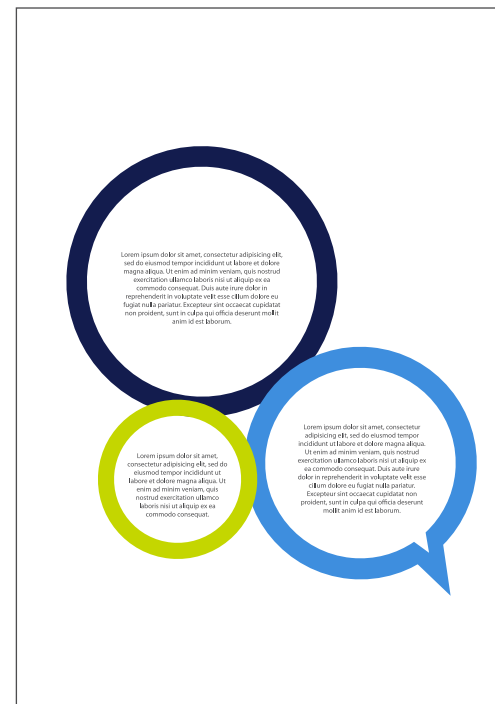 Lorem ipsum dolor sit amet, consectetur adipisicing elit,
sed do eiusmod tempor incididunt ut labore et dolore
magna aliqua. Ut enim ad minim veniam, quis nostrud
exercitation ullamco laboris nisi ut aliquip ex ea
commodo consequat. Duis aute irure dolor in
reprehenderit in voluptate velit esse cillum dolore eu
fugiat nulla pariatur. Excepteur sint occaecat cupidatat
non proident, sunt in culpa qui officia deserunt mollit
anim id est laborum.
Lorem ipsum dolor sit amet, consectetur
adipisicing elit, sed do eiusmod tempor
incididunt ut labore et dolore magna aliqua.
Ut enim ad minim veniam, quis nostrud
exercitation ullamco laboris nisi ut aliquip ex
ea commodo consequat. Duis aute irure
dolor in reprehenderit in voluptate velit esse
cillum dolore eu fugiat nulla pariatur.
Excepteur sint occaecat cupidatat non
proident, sunt in culpa qui officia deserunt
mollit anim id est laborum.
Lorem ipsum dolor sit amet,
consectetur adipisicing elit, sed do
eiusmod tempor incididunt ut
labore et dolore magna aliqua. Ut
enim ad minim veniam, quis
nostrud exercitation ullamco
laboris nisi ut aliquip ex ea
commodo consequat.